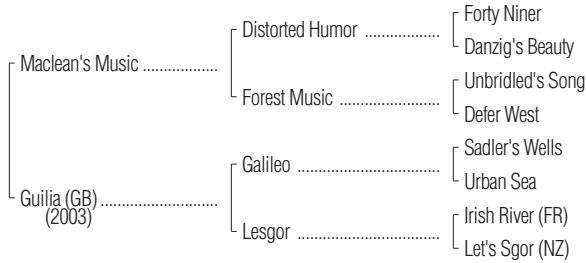 Forty Niner
Distorted Humor ..................
Danzig's Beauty
Maclean's Music ..................
Unbridled's Song
Forest Music ........................
Defer West
Sadler's Wells
Galileo ..................................
Urban Sea
Guilia (GB) ............................
(2003)
Irish River (FR)
Lesgor ...................................
Let's Sgor (NZ)